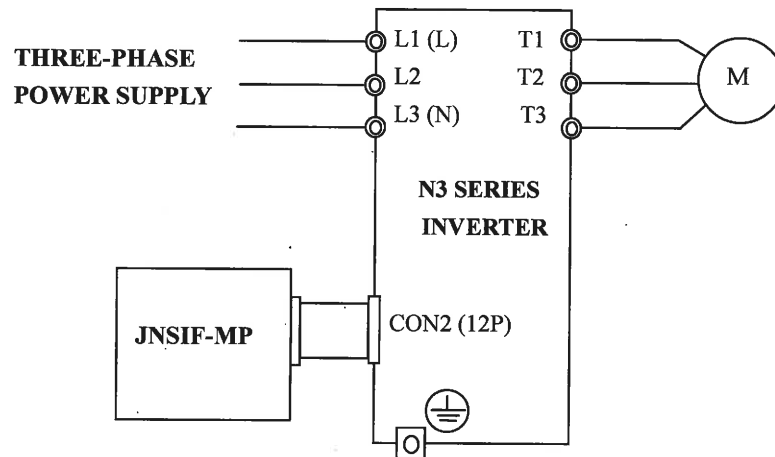 THREE-PHASE
POWER SUPPLY
L1 (L)
L2
L3 (N)
T1
T2
T3
M
N3 SERIES
INVERTER
JNSIF-MP
CON2 (12P)